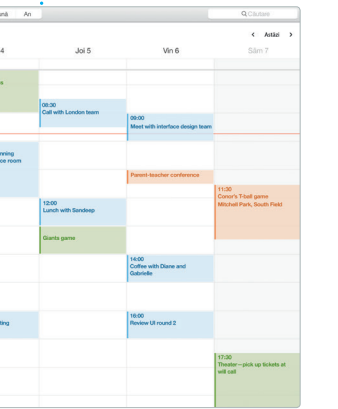 ună An Căutare
Astăzi
4 Joi 5 Vin 6 Sâm 7
08:30
Call with London team
09:00
Meet with interface design team
nning
ce room
Parent-teacher conference
11:30
Conor's T-ball game
Mitchell Park, South Field
12:00
Lunch with Sandeep
Giants game
14:00
Coffee with Diane and
Gabrielle
16:00
Review UI round 2
ting
17:30
Theater—pick up tickets at
will call